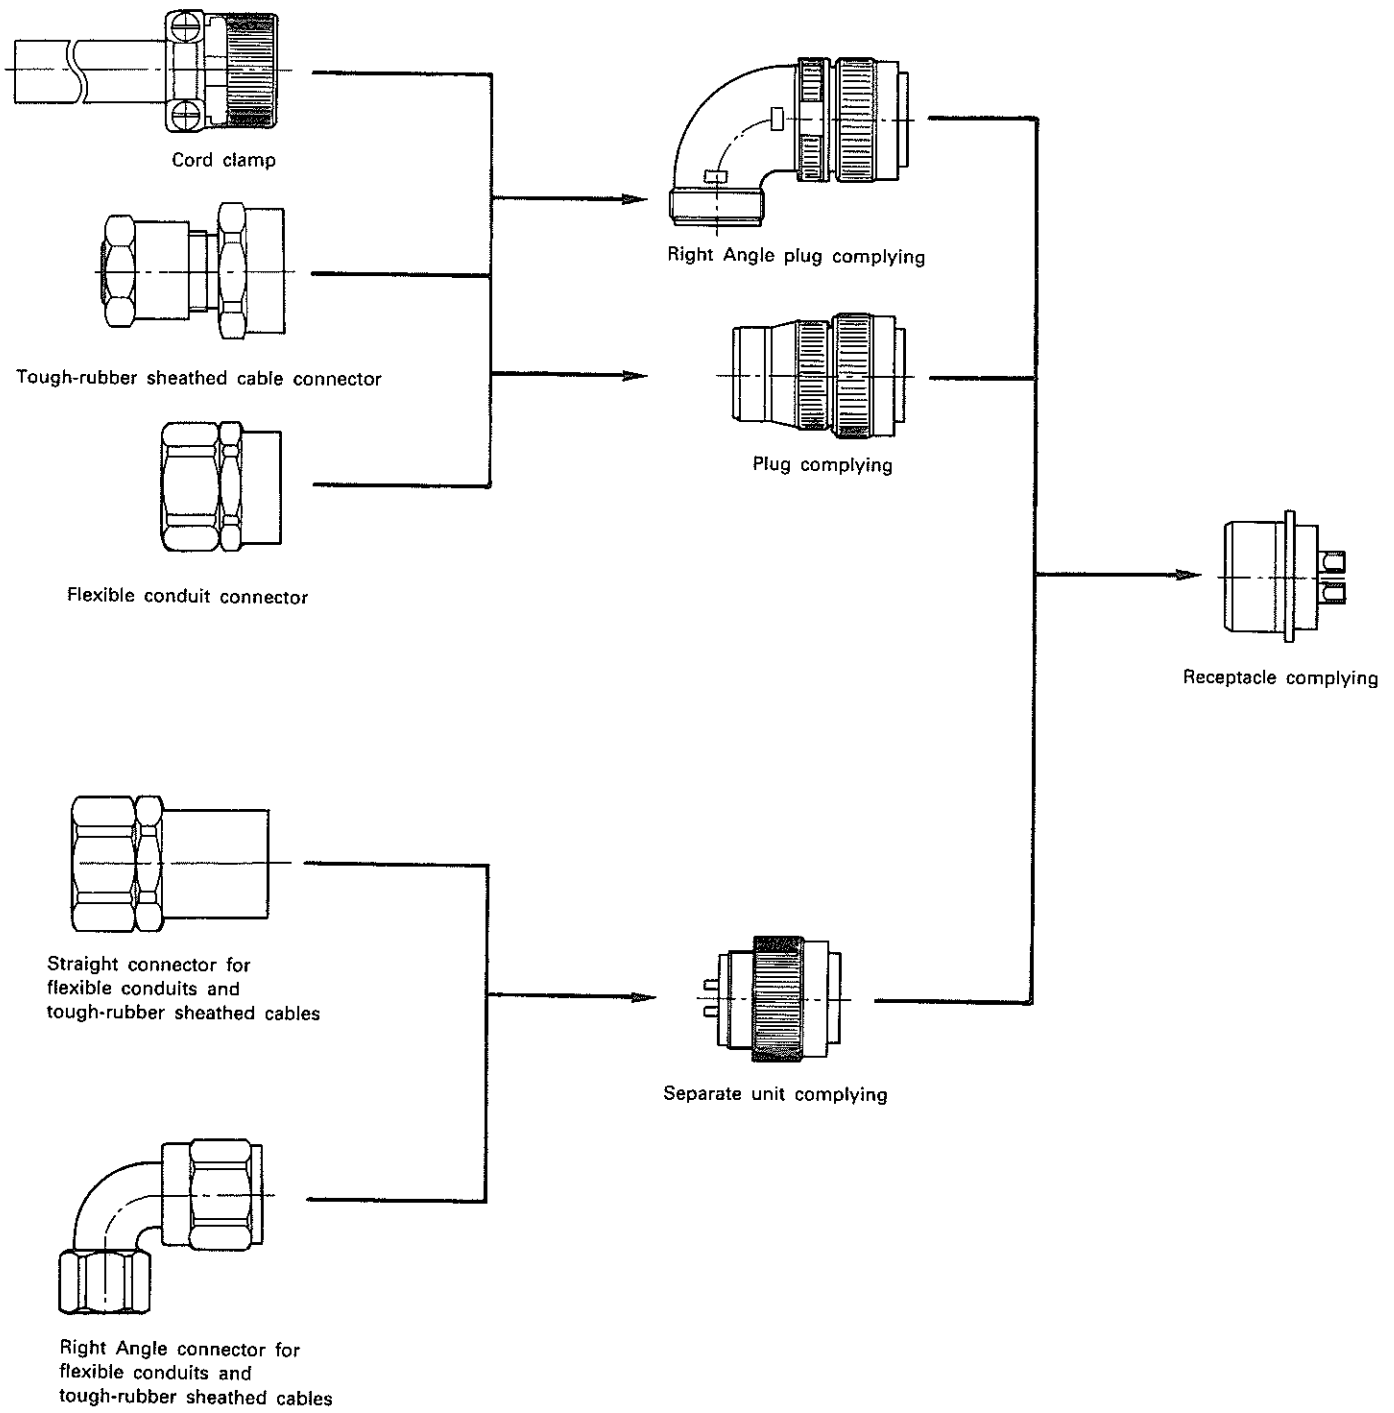 Cord clamp
Right Angle plug complying
Tough-rubber sheathed cable connector
Plug complying
Flexible conduit connector
Receptacle complying
Straight connector for
flexible conduits and
tough-rubber sheathed cables
Separate unit complying
Right Angle connector for
flexible conduits and
tough-rubber sheathed cables